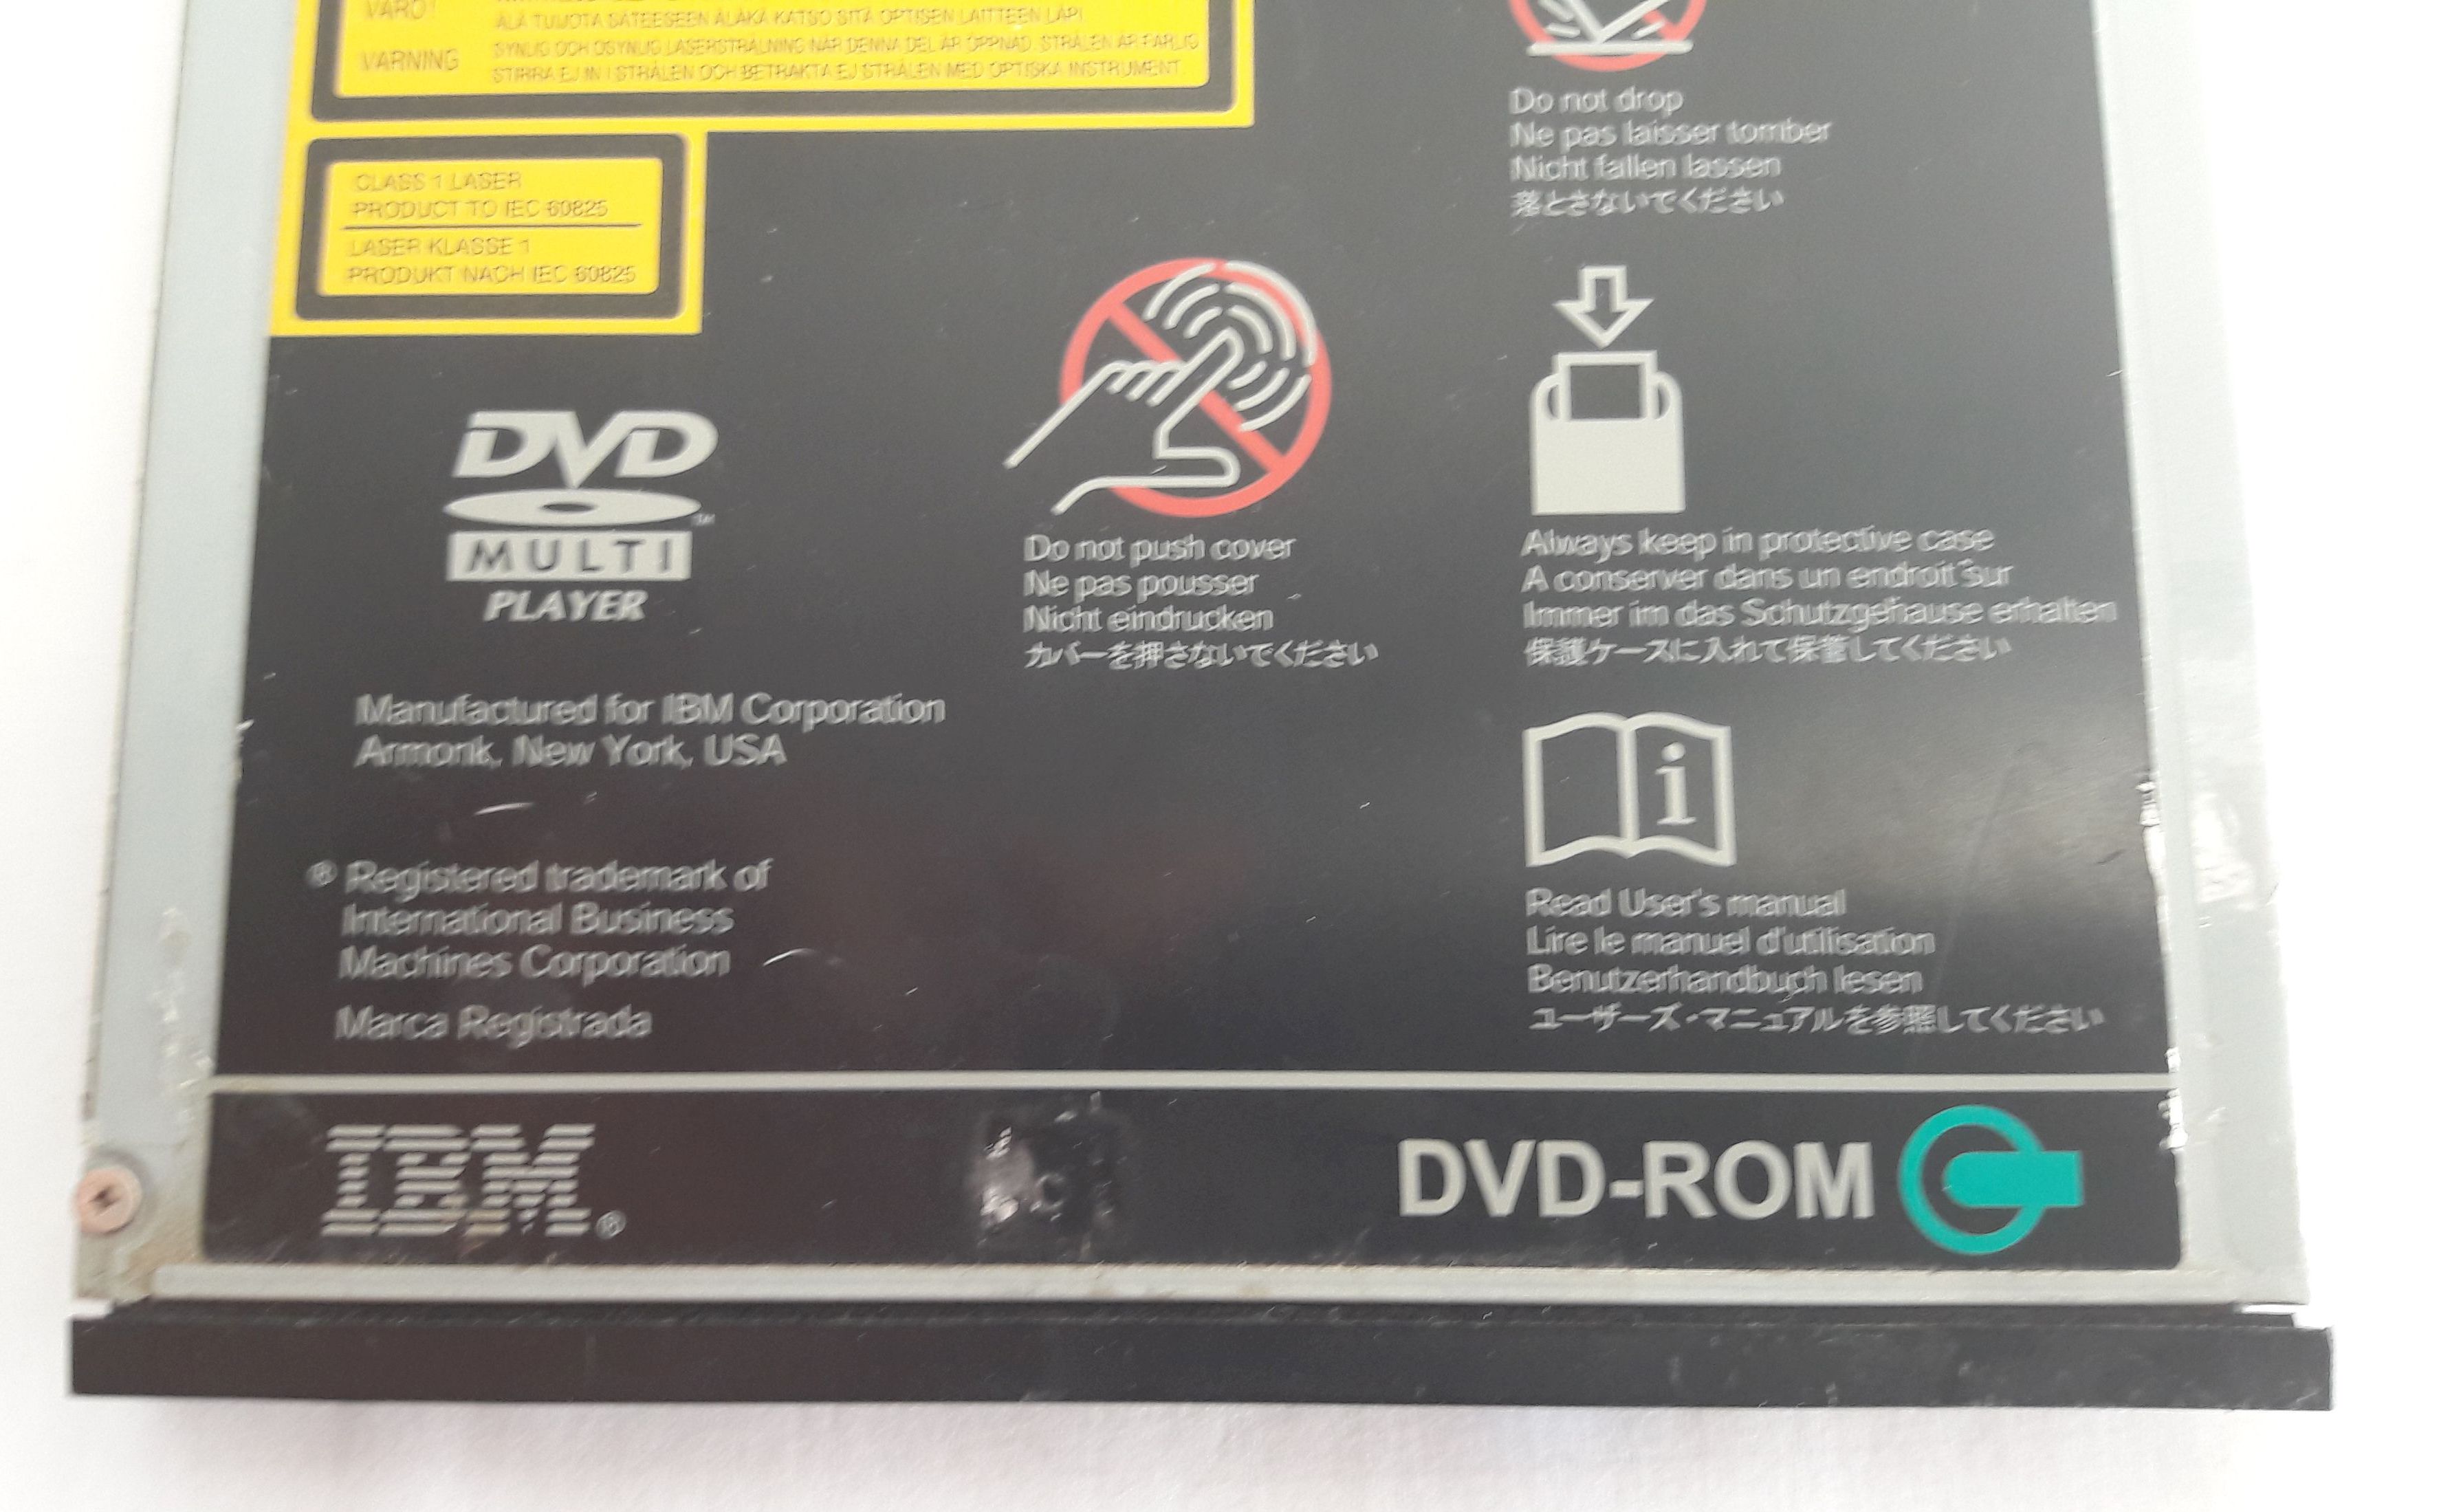 VARO!
ÄLÄ TUIJOTA SÄTEESEEN ÄLÄKÄ KATSO SITÄ OPTISEN LAITTEEN LÄPI
VARNING
SYNLIG OCH OSYNLIG LASERSTRÅLNING NÄR DENNA DEL ÄR ÖPPNAD. STRÅLEN ÄR FARLIG
STIRRA EJ IN I STRÅLEN OCH BETRAKTA EJ STRÅLEN MED OPTISKA INSTRUMENT
CLASS 1 LASER
PRODUCT TO IEC 60825
LASER KLASSE 1
PRODUKT NACH IEC 60825
Do not drop
Ne pas laisser tomber
Nicht fallen lassen
落とさないでください
DVD
MULTI
PLAYER
Do not push cover
Ne pas pousser
Nicht eindrucken
カバーを押さないでください
Always keep in protective case
A conserver dans un endroit sur
Immer im das Schutzgehause erhalten
保護ケースに入れて保管してください
Manufactured for IBM Corporation
Armonk, New York, USA
® Registered trademark of
International Business
Machines Corporation
Marca Registrada
i
Read User's manual
Lire le manuel d'utilisation
Benutzerhandbuch lesen
ユーザーズ・マニュアルを参照してください
IBM®
DVD-ROM